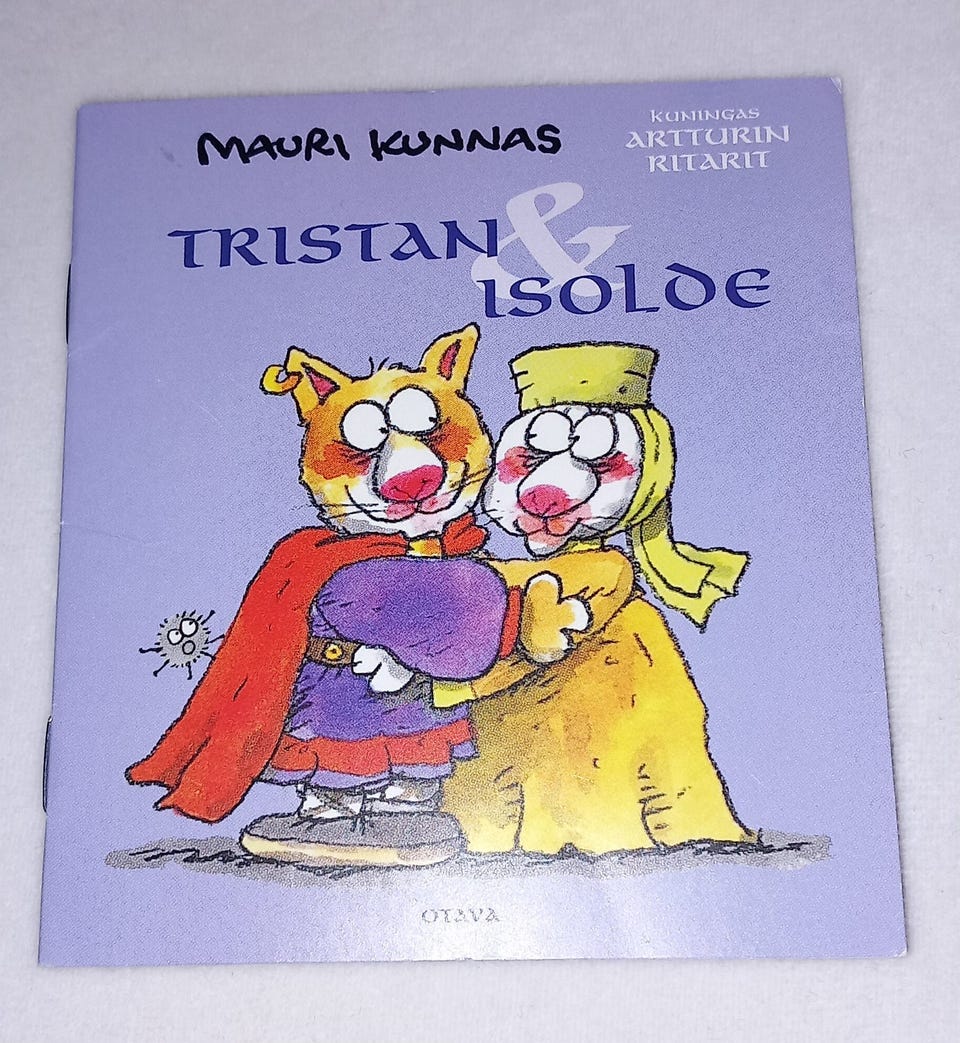 MAURI KUNNAS
KUNINGAS
ARTTURIN
RITARIT
TRISTAN
&
ISOLDE
OTAVA